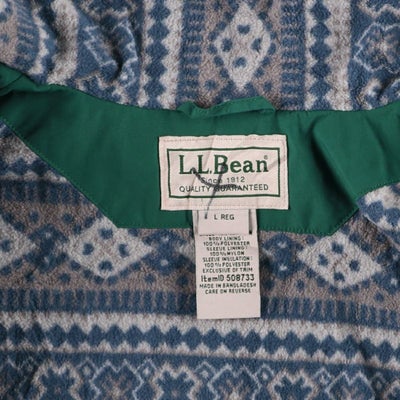 L.L.Bean
Since 1912
QUALITY GUARANTEED
L REG
BODY LINING:
100% POLYESTER
SLEEVE LINING:
100% NYLON
SLEEVE INSULATION:
100% POLYESTER
EXCLUSIVE OF TRIM
ItemID 508733
MADE IN BANGLADESH
CARE ON REVERSE